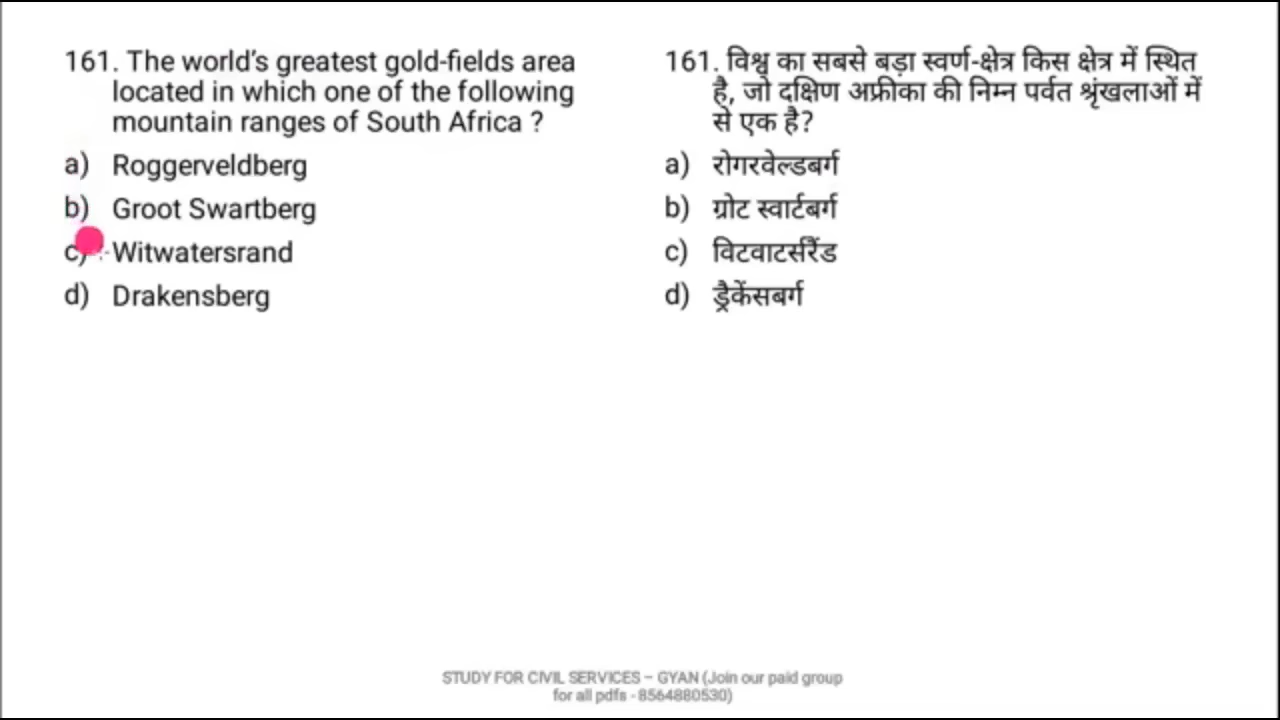 161. The world's greatest gold-fields area
located in which one of the following
mountain ranges of South Africa ?
a) Roggerveldberg
b) Groot Swartberg
c) Witwatersrand
d) Drakensberg
161. विश्व का सबसे बड़ा स्वर्ण-क्षेत्र किस क्षेत्र में स्थित
है, जो दक्षिण अफ्रीका की निम्न पर्वत श्रृंखलाओं में
से एक है?
a) रोगरवेल्डबर्ग
b) ग्रोट स्वार्टबर्ग
c) विटवाटर्सरैंड
d) ड्रैकेंसबर्ग
STUDY FOR CIVIL SERVICES – GYAN (Join our paid group
for all pdfs - 8564880530)